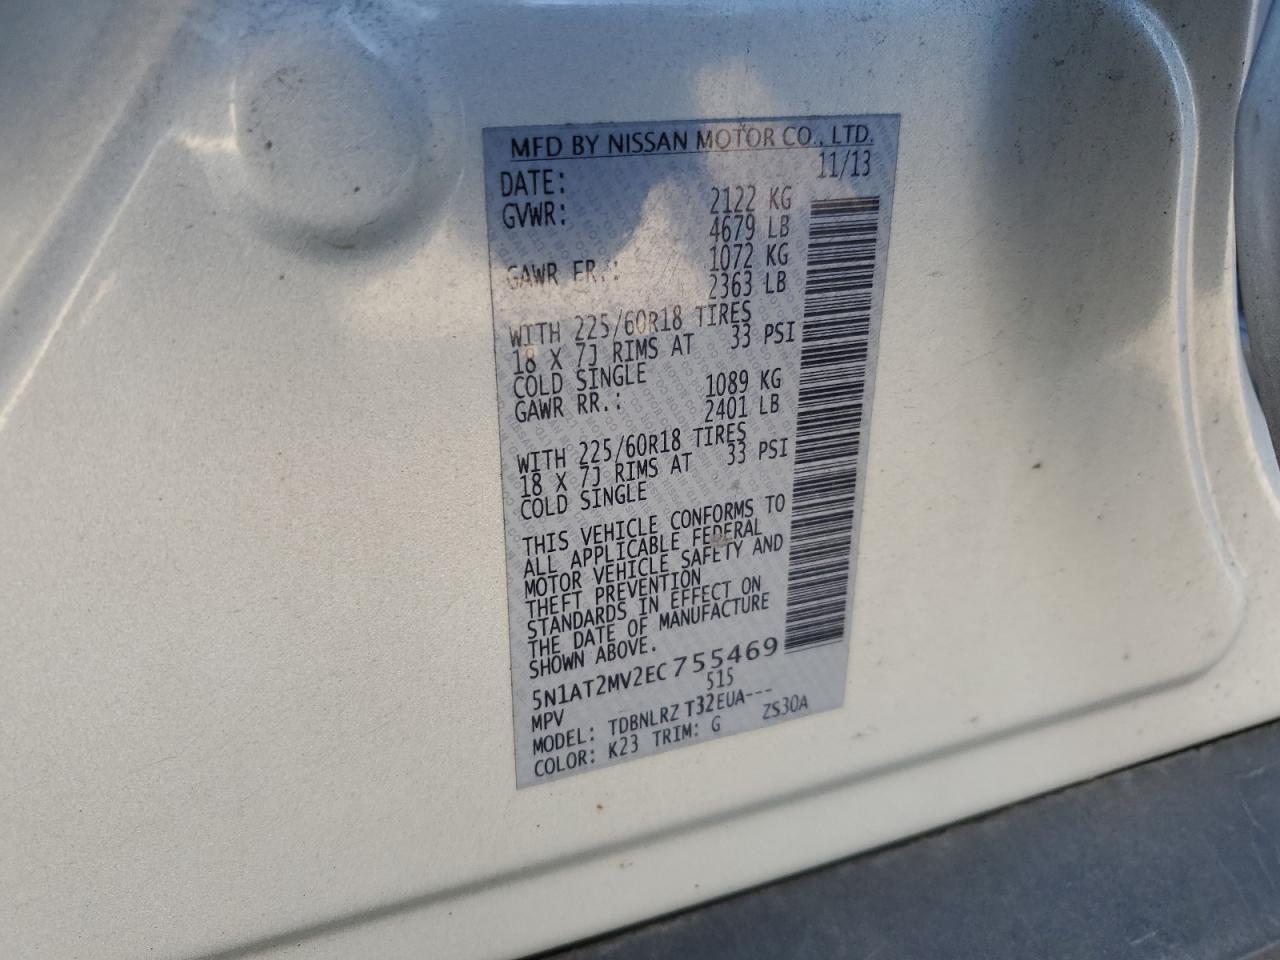 MFD BY NISSAN MOTOR CO., LTD.
DATE: 11/13
GVWR: 2122 KG
4679 LB
GAWR FR.: 1072 KG
2363 LB
WITH 225/60R18 TIRES
18 X 7J RIMS AT 33 PSI
COLD SINGLE
GAWR RR.: 1089 KG
2401 LB
WITH 225/60R18 TIRES
18 X 7J RIMS AT 33 PSI
COLD SINGLE
THIS VEHICLE CONFORMS TO
ALL APPLICABLE FEDERAL
MOTOR VEHICLE SAFETY AND
THEFT PREVENTION
STANDARDS IN EFFECT ON
THE DATE OF MANUFACTURE
SHOWN ABOVE.
5N1AT2MV2EC755469
MPV 515
MODEL: TDBNLRZ T32EUA---
COLOR: K23 TRIM: G ZS30A